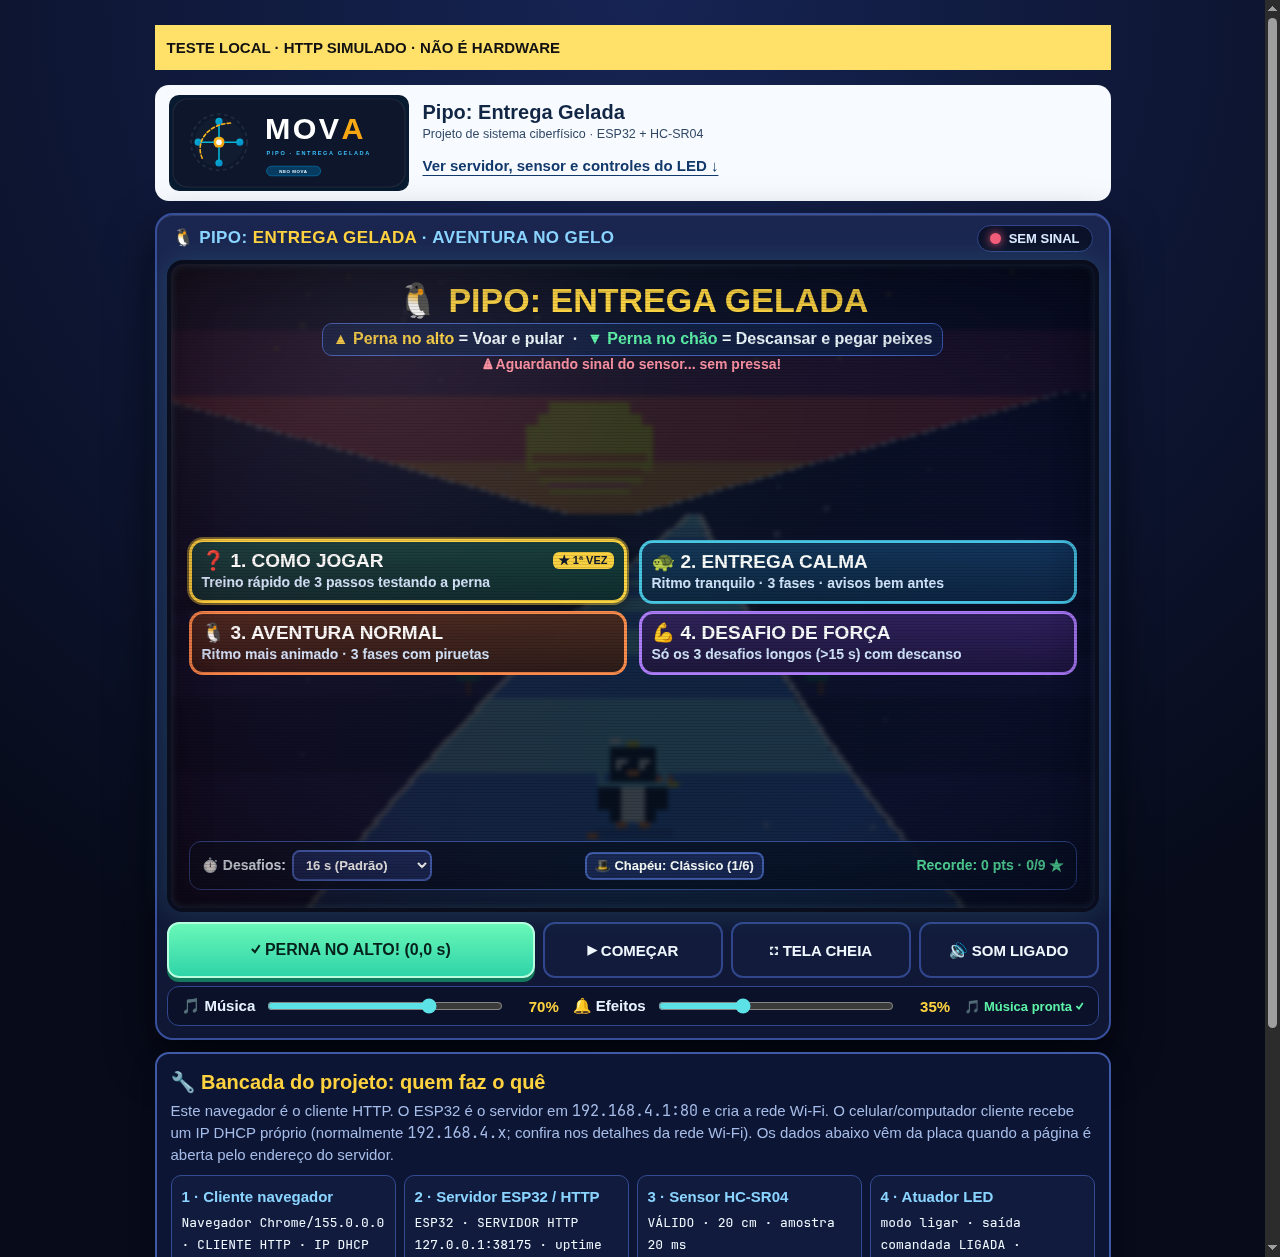 TESTE LOCAL · HTTP SIMULADO · NÃO É HARDWARE
MOVA
PIPO - ENTREGA GELADA
NEO MOVA
Pipo: Entrega Gelada
Projeto de sistema ciberfísico · ESP32 + HC-SR04
Ver servidor, sensor e controles do LED ↓
🐧 PIPO: ENTREGA GELADA · AVENTURA NO GELO
SEM SINAL
🐧 PIPO: ENTREGA GELADA
▲ Perna no alto = Voar e pular · ▼ Perna no chão = Descansar e pegar peixes
Aguardando sinal do sensor... sem pressa!
❓ 1. COMO JOGAR
★ 1ª VEZ
Treino rápido de 3 passos testando a perna
🐢 2. ENTREGA CALMA
Ritmo tranquilo · 3 fases · avisos bem antes
🐧 3. AVENTURA NORMAL
Ritmo mais animado · 3 fases com piruetas
💪 4. DESAFIO DE FORÇA
Só os 3 desafios longos (>15 s) com descanso
⏱️ Desafios: 16 s (Padrão)
🎩 Chapéu: Clássico (1/6)
Recorde: 0 pts · 0/9 ★
✓ PERNA NO ALTO! (0,0 s)
▶ COMEÇAR
⛶ TELA CHEIA
🔊 SOM LIGADO
🎵 Música 70%
🔔 Efeitos 35%
🎵 Música pronta ✓
🔧 Bancada do projeto: quem faz o quê
Este navegador é o cliente HTTP. O ESP32 é o servidor em 192.168.4.1:80 e cria a rede Wi-Fi. O celular/computador cliente recebe
um IP DHCP próprio (normalmente 192.168.4.x; confira nos detalhes da rede Wi-Fi). Os dados abaixo vêm da placa quando a página é
aberta pelo endereço do servidor.
1 · Cliente navegador
Navegador Chrome/155.0.0.0
· CLIENTE HTTP · IP DHCP
2 · Servidor ESP32 / HTTP
ESP32 · SERVIDOR HTTP
127.0.0.1:38175 · uptime
3 · Sensor HC-SR04
VÁLIDO · 20 cm · amostra
20 ms
4 · Atuador LED
modo ligar · saída
comandada LIGADA ·